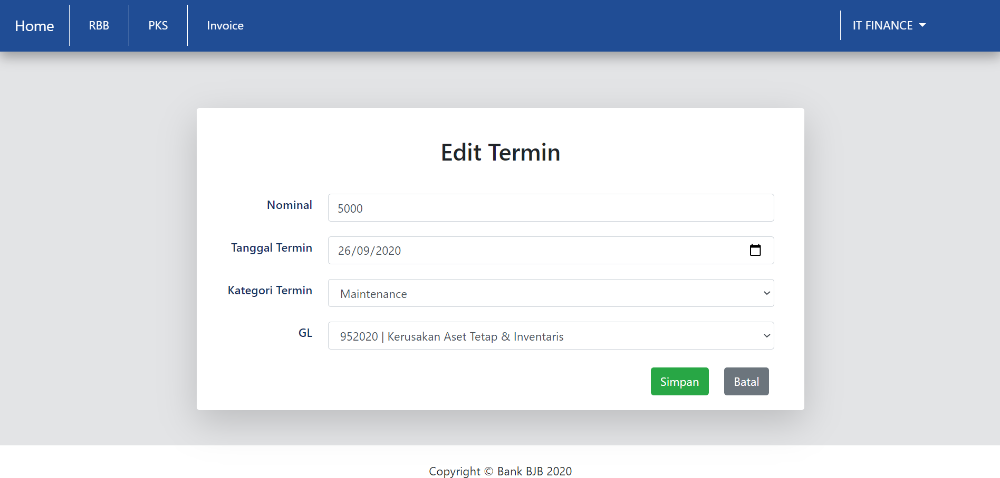 Home RBB PKS Invoice IT FINANCE
Edit Termin
Nominal 5000
Tanggal Termin 26/09/2020
Kategori Termin Maintenance
GL 952020 | Kerusakan Aset Tetap & Inventaris
Simpan Batal
Copyright © Bank BJB 2020